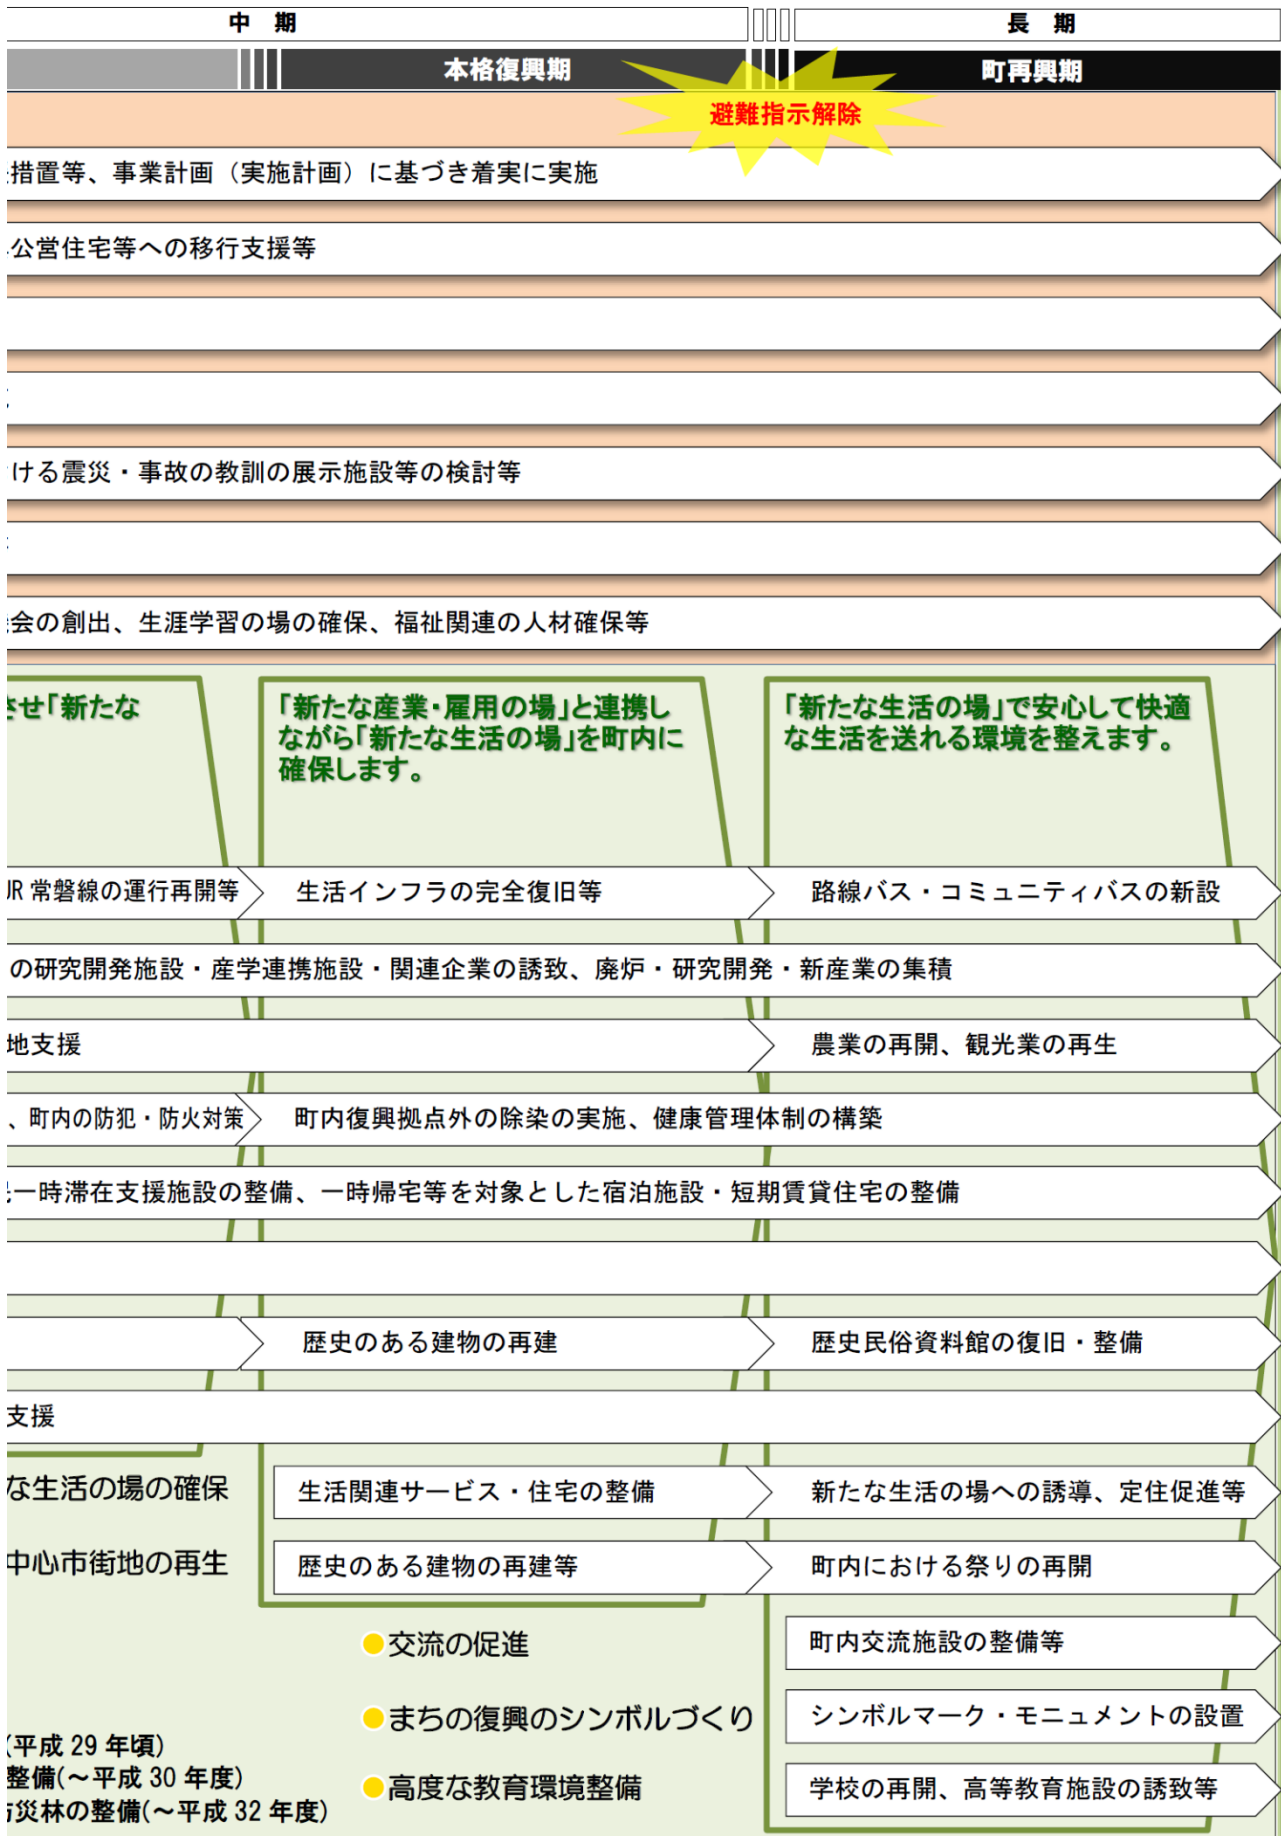 中　期
長　期
本格復興期
町再興期
避難指示解除
措置等、事業計画（実施計画）に基づき着実に実施
公営住宅等への移行支援等
ける震災・事故の教訓の展示施設等の検討等
会の創出、生涯学習の場の確保、福祉関連の人材確保等
させ「新たな
「新たな産業・雇用の場」と連携し
ながら「新たな生活の場」を町内に
確保します。
「新たな生活の場」で安心して快適
な生活を送れる環境を整えます。
JR 常磐線の運行再開等
生活インフラの完全復旧等
路線バス・コミュニティバスの新設
の研究開発施設・産学連携施設・関連企業の誘致、廃炉・研究開発・新産業の集積
地支援
農業の再開、観光業の再生
、町内の防犯・防火対策
町内復興拠点外の除染の実施、健康管理体制の構築
一時滞在支援施設の整備、一時帰宅等を対象とした宿泊施設・短期賃貸住宅の整備
歴史のある建物の再建
歴史民俗資料館の復旧・整備
支援
な生活の場の確保
生活関連サービス・住宅の整備
新たな生活の場への誘導、定住促進等
中心市街地の再生
歴史のある建物の再建等
町内における祭りの再開
●交流の促進
町内交流施設の整備等
●まちの復興のシンボルづくり
シンボルマーク・モニュメントの設置
(平成 29 年頃)
整備(～平成 30 年度)
防災林の整備(～平成 32 年度)
●高度な教育環境整備
学校の再開、高等教育施設の誘致等